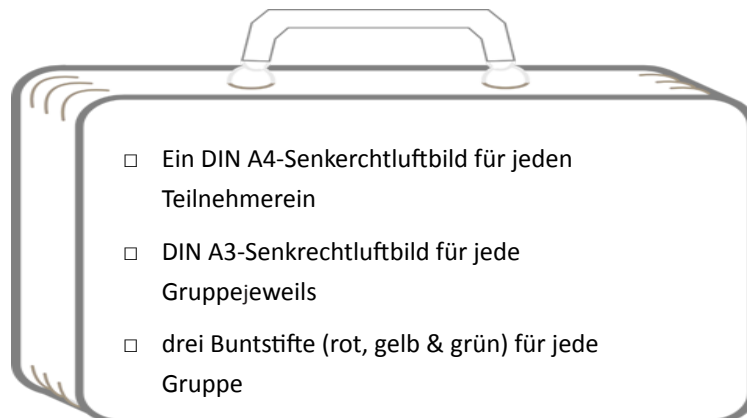 □ Ein DIN A4-Senkerchtluftbild für jeden
Teilnehmerein
□ DIN A3-Senkrechtluftbild für jede
Gruppejeweils
□ drei Buntstifte (rot, gelb & grün) für jede
Gruppe